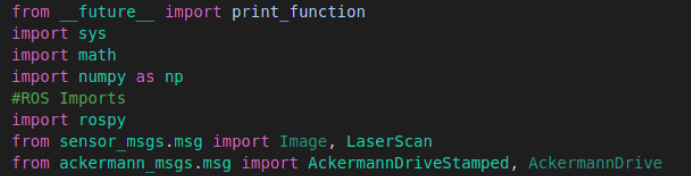 from __future__ import print_function
import sys
import math
import numpy as np
#ROS Imports
import rospy
from sensor_msgs.msg import Image, LaserScan
from ackermann_msgs.msg import AckermannDriveStamped, AckermannDrive